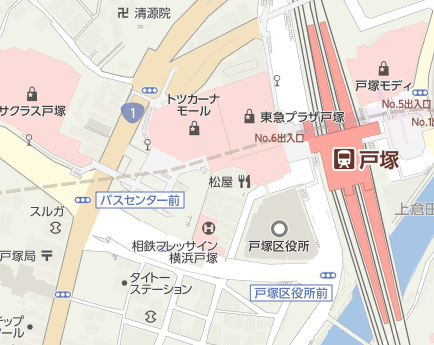 卍 清源院
戸塚モディ
No.5出入口
サクラス戸塚
1
トツカーナ
モール
東急プラザ戸塚
No.6出入口
戸塚
松屋
バスセンター前
スルガ
上倉田
戸塚局
相鉄フレッサイン
横浜戸塚
H
戸塚区役所
タイトー
ステーション
戸塚区役所前